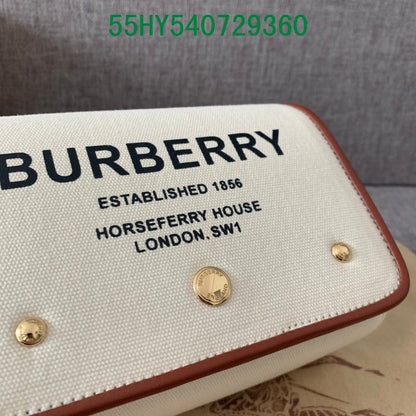 55HY540729360
BURBERRY
ESTABLISHED 1856
HORSEFERRY HOUSE
LONDON, SW1